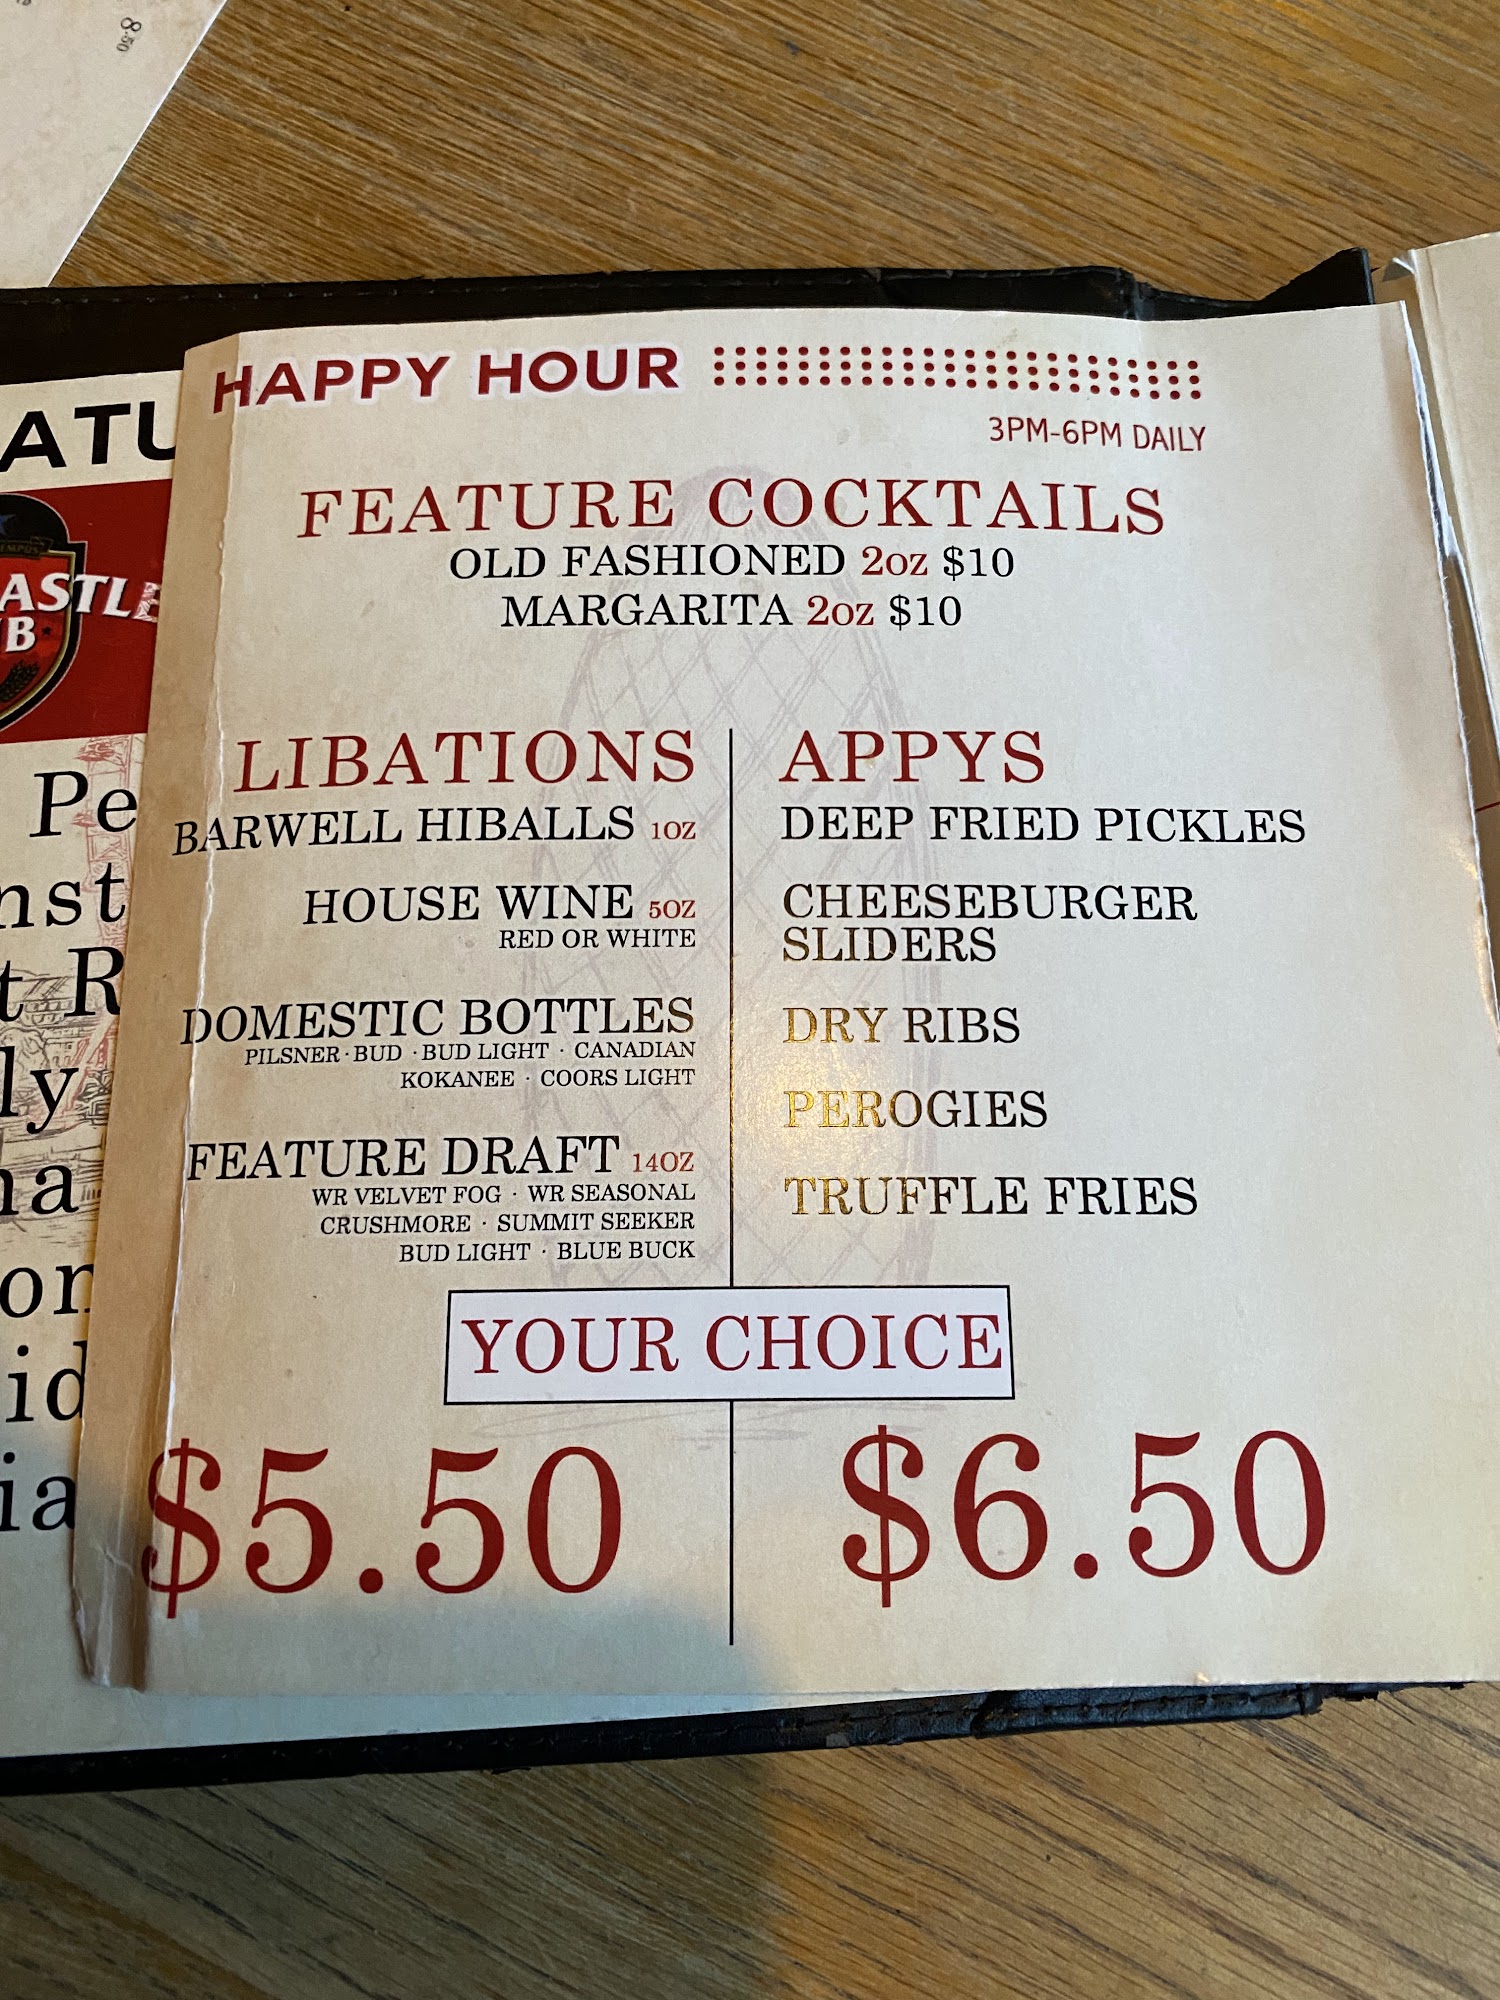 8.50
HAPPY HOUR
3PM-6PM DAILY
FEATURE COCKTAILS
OLD FASHIONED 2oz $10
MARGARITA 2oz $10
LIBATIONS
BARWELL HIBALLS 1OZ
HOUSE WINE 5OZ
RED OR WHITE
DOMESTIC BOTTLES
PILSNER · BUD · BUD LIGHT · CANADIAN
KOKANEE · COORS LIGHT
FEATURE DRAFT 14OZ
WR VELVET FOG · WR SEASONAL
CRUSHMORE · SUMMIT SEEKER
BUD LIGHT · BLUE BUCK
APPYS
DEEP FRIED PICKLES
CHEESEBURGER
SLIDERS
DRY RIBS
PEROGIES
TRUFFLE FRIES
YOUR CHOICE
$5.50
$6.50